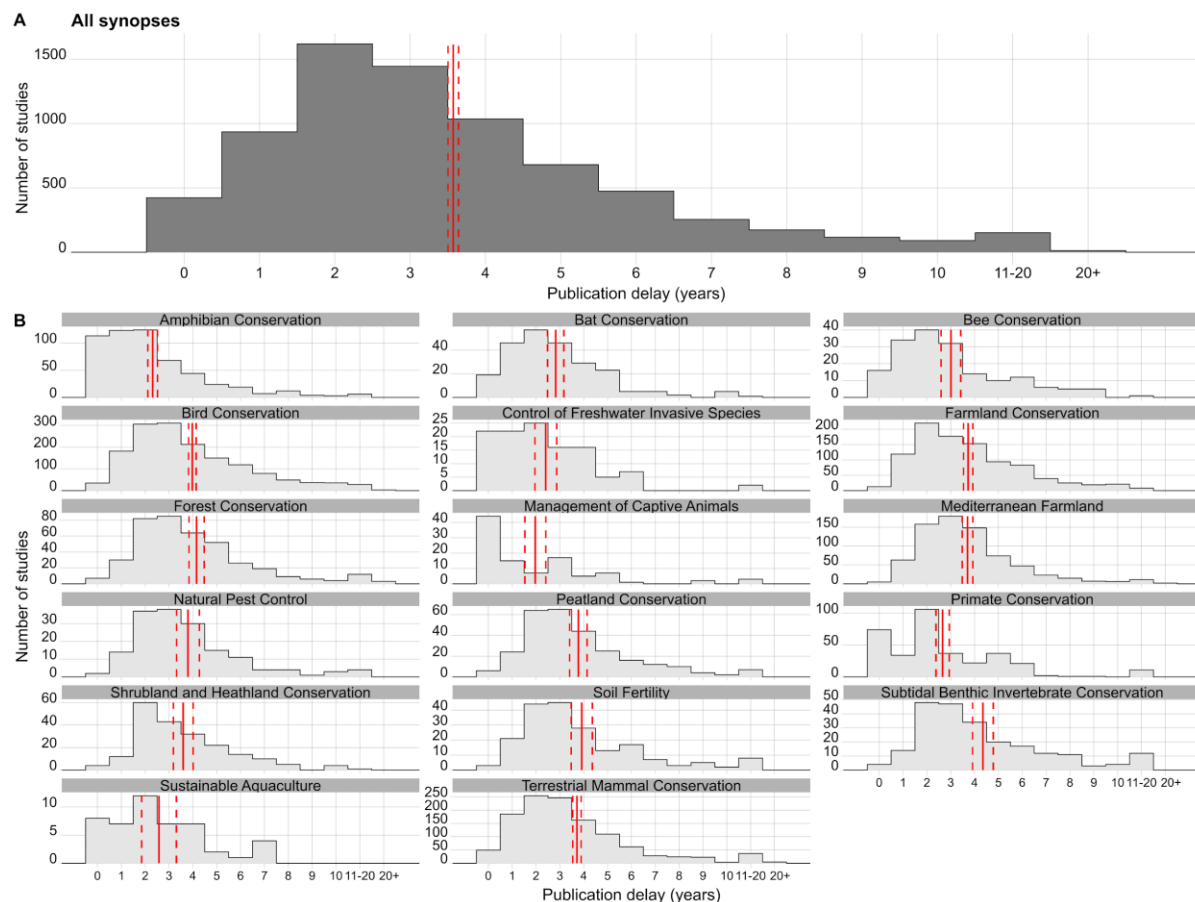 A All synopses
Number of studies
1500
1000
500
0
0 1 2 3 4 5 6 7 8 9 10 11-20 20+
Publication delay (years)
B
Number of studies
Amphibian Conservation
100
50
0
Bat Conservation
40
20
0
Bee Conservation
40
30
20
10
0
Bird Conservation
300
200
100
0
Control of Freshwater Invasive Species
25
20
15
10
5
0
Farmland Conservation
200
150
100
50
0
Forest Conservation
80
60
40
20
0
Management of Captive Animals
40
30
20
10
0
Mediterranean Farmland
150
100
50
0
Natural Pest Control
30
20
10
0
Peatland Conservation
60
40
20
0
Primate Conservation
100
50
0
Shrubland and Heathland Conservation
60
40
20
0
Soil Fertility
40
30
20
10
0
Subtidal Benthic Invertebrate Conservation
50
40
30
20
10
0
0 1 2 3 4 5 6 7 8 9 10 11-20 20+
Sustainable Aquaculture
10
5
0
0 1 2 3 4 5 6 7 8 9 10 11-20 20+
Terrestrial Mammal Conservation
250
200
150
100
50
0
0 1 2 3 4 5 6 7 8 9 10 11-20 20+
Publication delay (years)